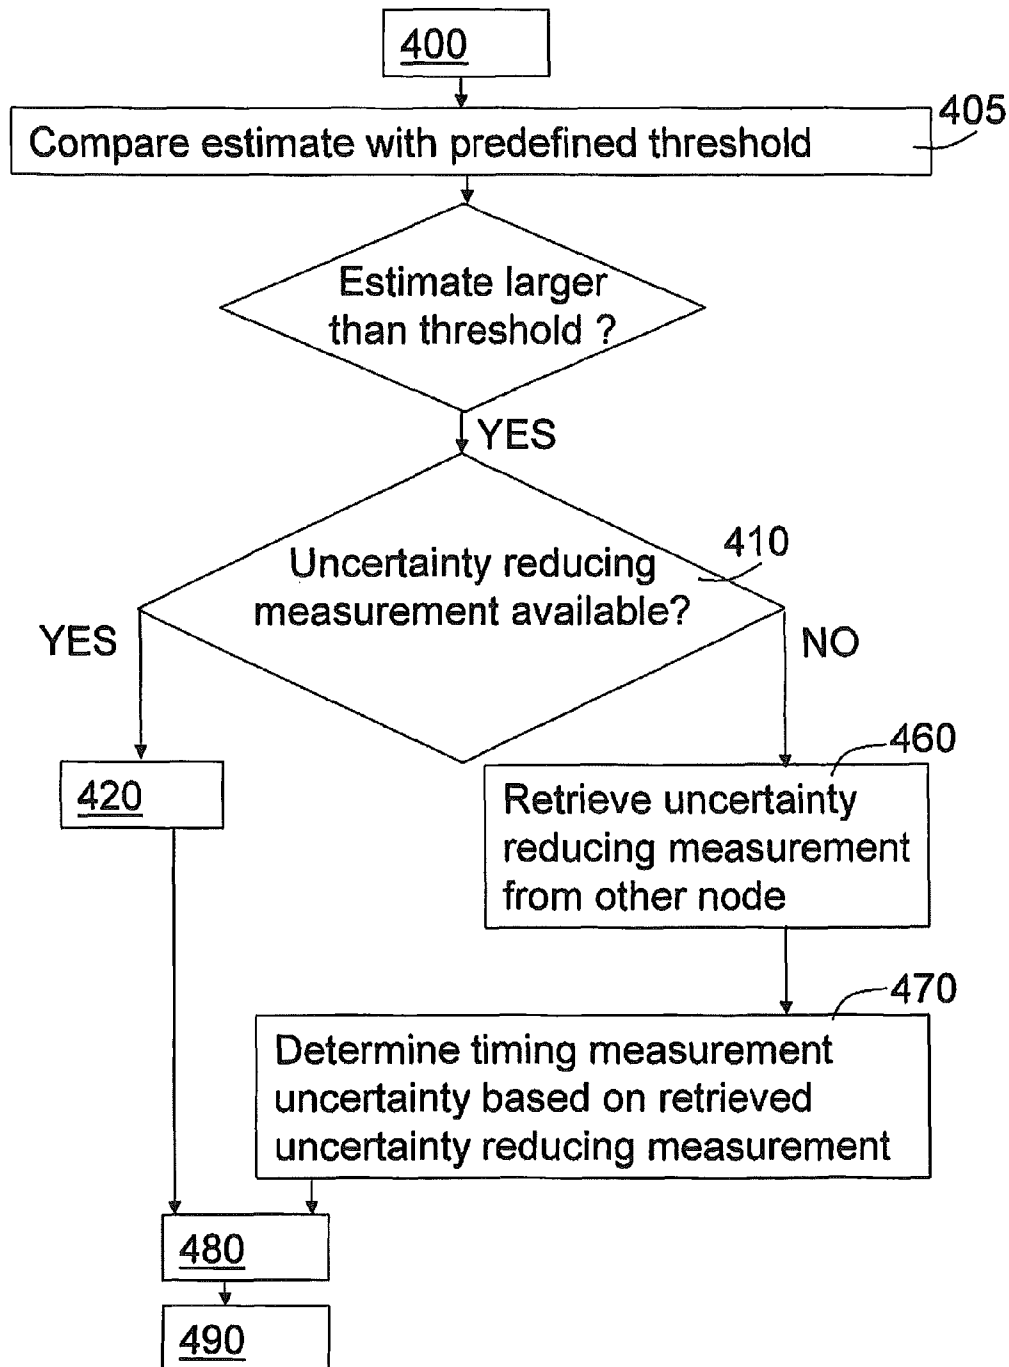 400
405
Compare estimate with predefined threshold
Estimate larger
than threshold ?
YES
410
Uncertainty reducing
measurement available?
YES
NO
460
420
Retrieve uncertainty
reducing measurement
from other node
470
Determine timing measurement
uncertainty based on retrieved
uncertainty reducing measurement
480
490